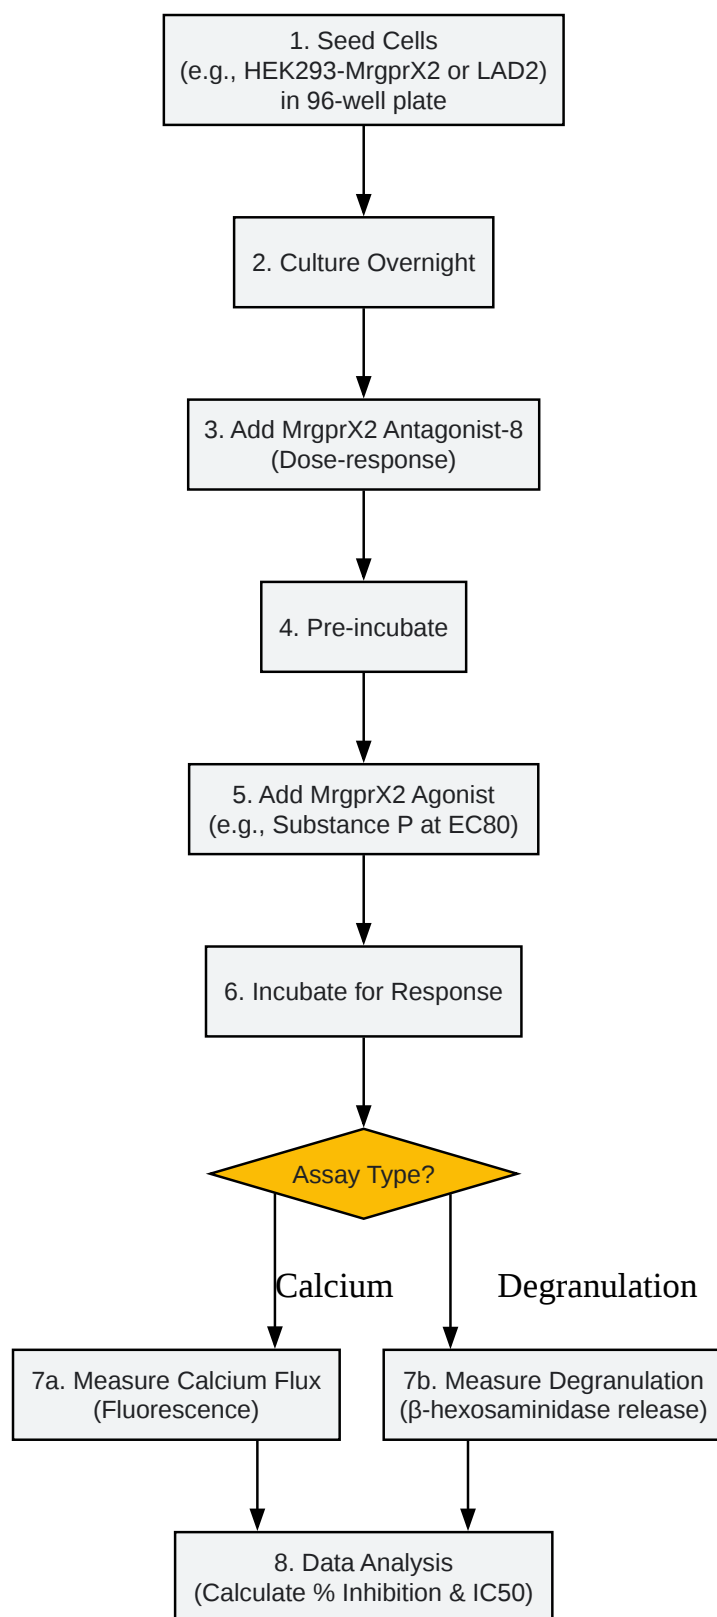 1. Seed Cells
(e.g., HEK293-MrgprX2 or LAD2)
in 96-well plate
2. Culture Overnight
3. Add MrgprX2 Antagonist-8
(Dose-response)
4. Pre-incubate
5. Add MrgprX2 Agonist
(e.g., Substance P at EC80)
6. Incubate for Response
Assay Type?
Calcium
Degranulation
7a. Measure Calcium Flux
(Fluorescence)
7b. Measure Degranulation
(β-hexosaminidase release)
8. Data Analysis
(Calculate % Inhibition & IC50)